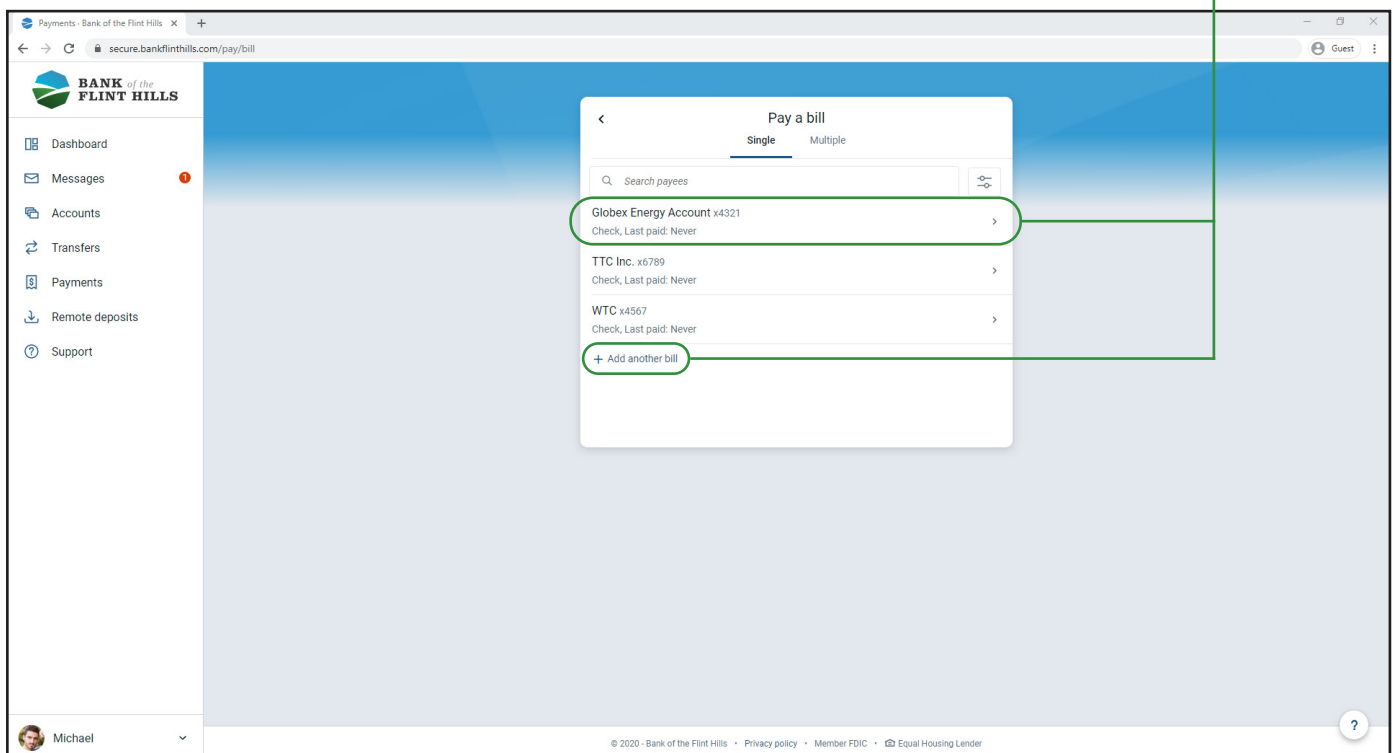 Payments - Bank of the Flint Hills
secure.bankflinthills.com/pay/bill
Guest
BANK of the
FLINT HILLS
Dashboard
Messages 1
Accounts
Transfers
Payments
Remote deposits
Support
Michael
Pay a bill
Single Multiple
Search payees
Globex Energy Account x4321
Check, Last paid: Never
TTC Inc. x6789
Check, Last paid: Never
WTC x4567
Check, Last paid: Never
+ Add another bill
?
© 2020 - Bank of the Flint Hills • Privacy policy • Member FDIC • Equal Housing Lender